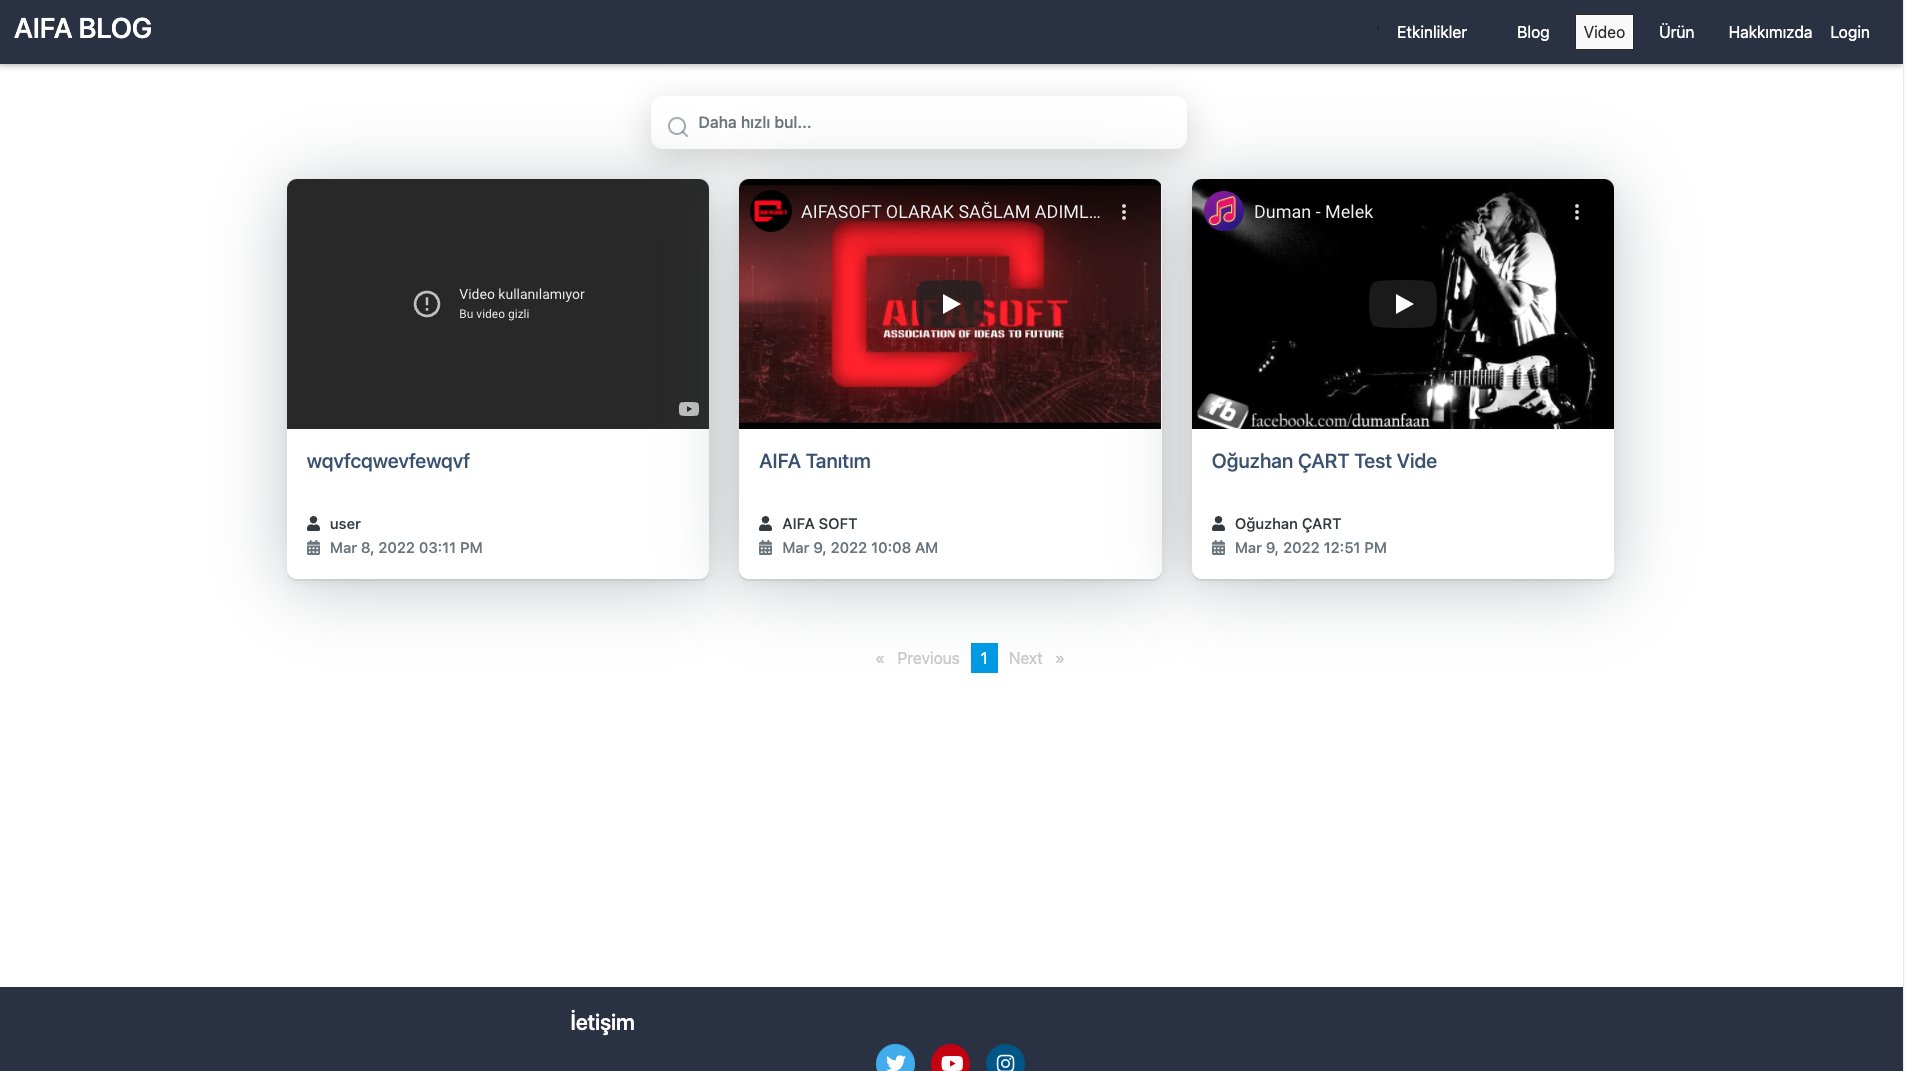 AIFA BLOG
Etkinlikler Blog Video Ürün Hakkımızda Login
Daha hızlı bul...
Video kullanılamıyor
Bu video gizli
wqvfcqwevfewqvf
user
Mar 8, 2022 03:11 PM
AIFASOFT OLARAK SAĞLAM ADIML...
AIFASOFT
ASSOCIATION OF IDEAS TO FUTURE
AIFA Tanıtım
AIFA SOFT
Mar 9, 2022 10:08 AM
Duman - Melek
fb
facebook.com/dumanfaan
Oğuzhan ÇART Test Vide
Oğuzhan ÇART
Mar 9, 2022 12:51 PM
« Previous 1 Next »
İletişim